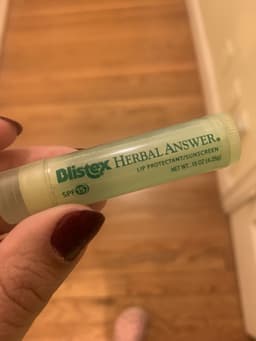 Blistex HERBAL ANSWER®
LIP PROTECTANT/SUNSCREEN
SPF 15 NET WT. .15 OZ (4.25g)